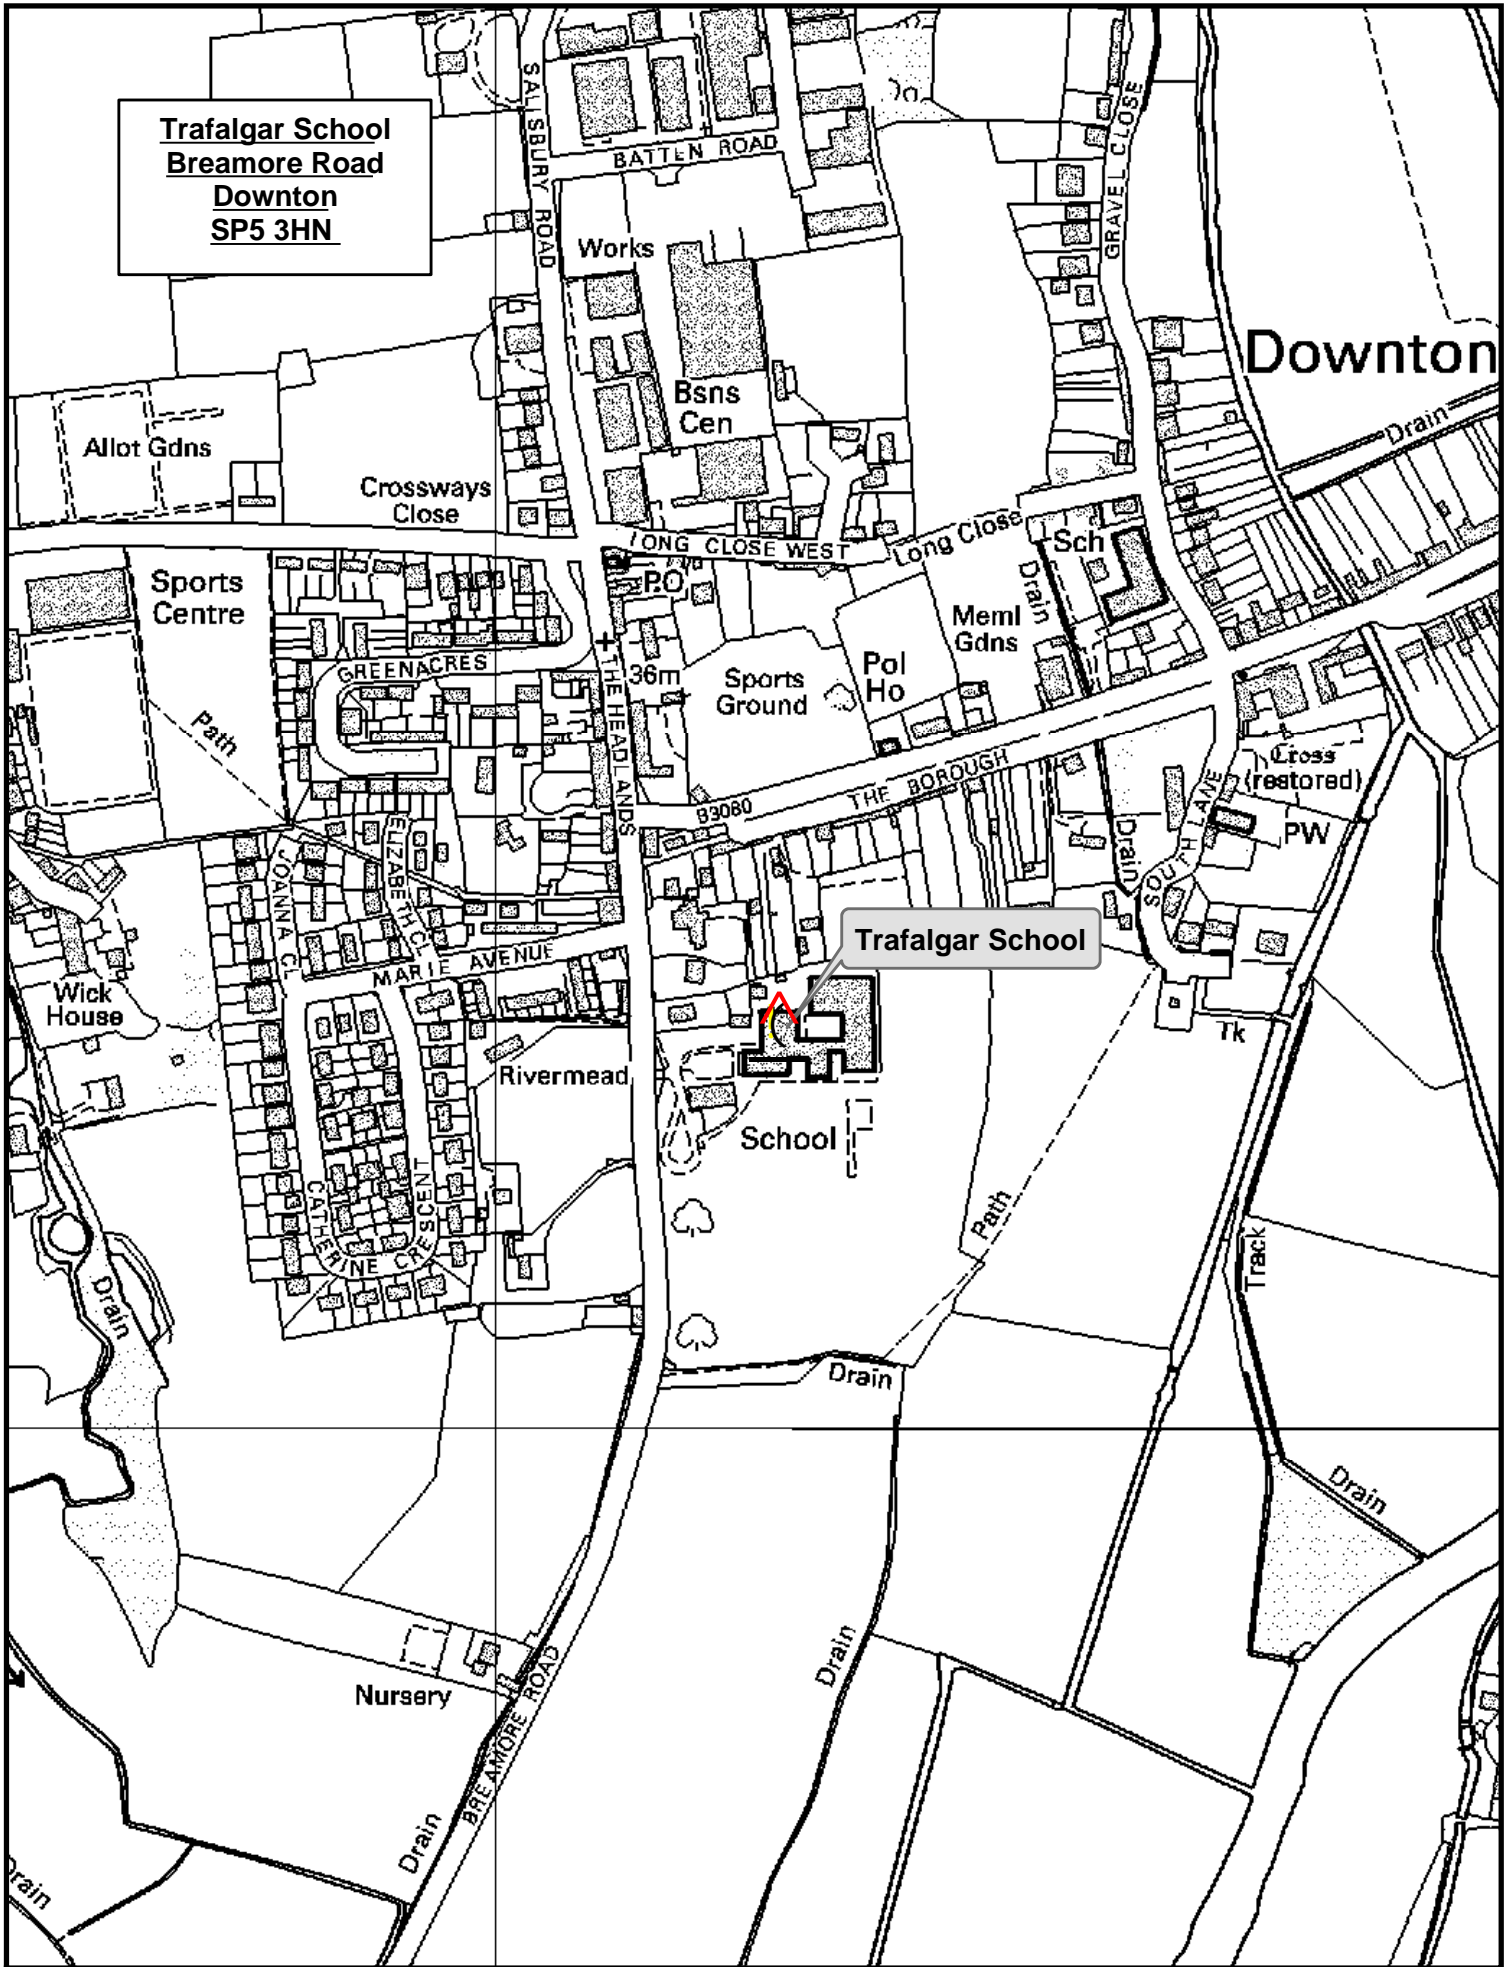 Trafalgar School
Breamore Road
Downton
SP5 3HN
SALISBURY ROAD
BATTEN ROAD
GRAVEL CLOSE
Works
Downton
Bsns
Cen
Drain
Allot Gdns
Crossways
Close
LONG CLOSE WEST
Long Close
Sch
P.O
Sports
Centre
Drain
Meml
Gdns
GREENACRES
36m
Sports
Ground
Pol
Ho
THE HEADLANDS
Path
Cross
(restored)
B3080
THE BOROUGH
SOUTH LANE
PW
Drain
JOANNA CL
ELIZABETH CL
Trafalgar School
MARIE AVENUE
Wick
House
Tk
Rivermead
School
CATHERINE CRESCENT
Path
Track
Drain
Drain
Drain
Drain
Nursery
BREAMORE ROAD
Drain
Drain